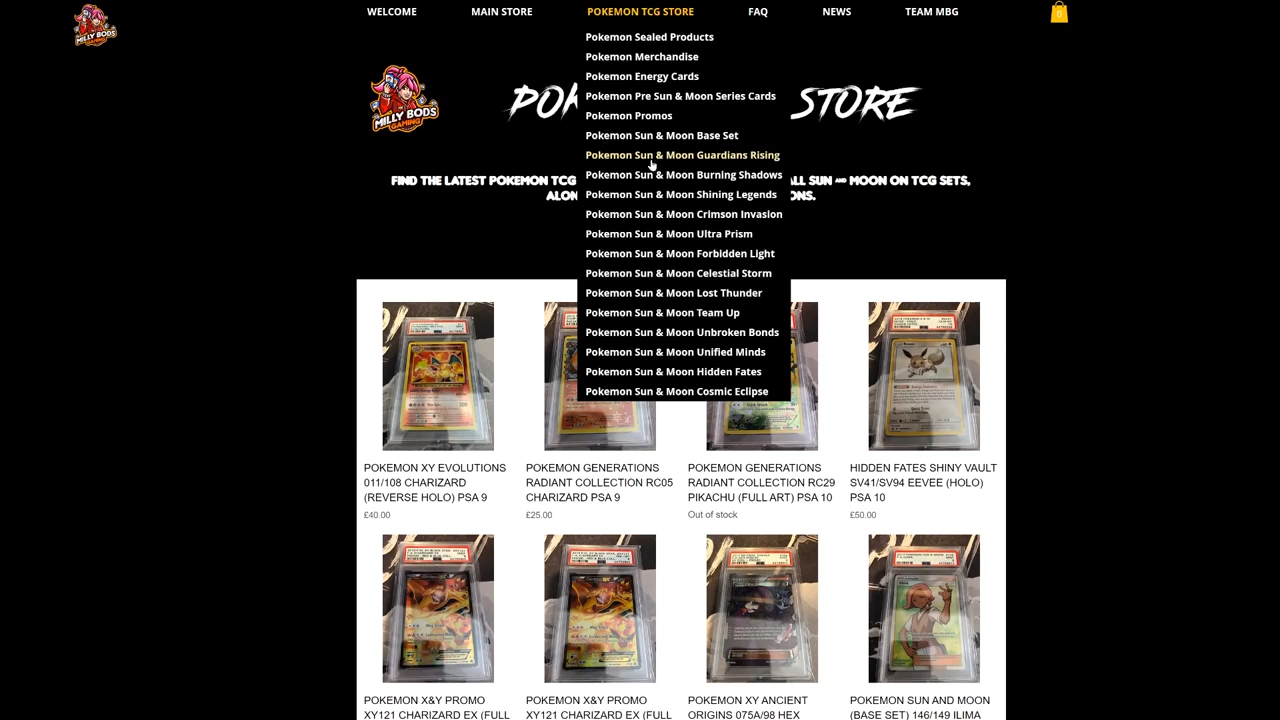 WELCOME
MAIN STORE
POKEMON TCG STORE
FAQ
NEWS
TEAM MBG
0
MILLY BODS
GAMING
Pokemon Sealed Products
Pokemon Merchandise
Pokemon Energy Cards
Pokemon Pre Sun & Moon Series Cards
Pokemon Promos
Pokemon Sun & Moon Base Set
Pokemon Sun & Moon Guardians Rising
Pokemon Sun & Moon Burning Shadows
Pokemon Sun & Moon Shining Legends
Pokemon Sun & Moon Crimson Invasion
Pokemon Sun & Moon Ultra Prism
Pokemon Sun & Moon Forbidden Light
Pokemon Sun & Moon Celestial Storm
Pokemon Sun & Moon Lost Thunder
Pokemon Sun & Moon Team Up
Pokemon Sun & Moon Unbroken Bonds
Pokemon Sun & Moon Unified Minds
Pokemon Sun & Moon Hidden Fates
Pokemon Sun & Moon Cosmic Eclipse
MILLY BODS
GAMING
POK STORE
FIND THE LATEST POKEMON TCG ALL SUN AND MOON ON TCG SETS,
ALON NS.
POKEMON XY EVOLUTIONS
011/108 CHARIZARD
(REVERSE HOLO) PSA 9
£40.00
POKEMON GENERATIONS
RADIANT COLLECTION RC05
CHARIZARD PSA 9
£25.00
POKEMON GENERATIONS
RADIANT COLLECTION RC29
PIKACHU (FULL ART) PSA 10
Out of stock
HIDDEN FATES SHINY VAULT
SV41/SV94 EEVEE (HOLO)
PSA 10
£50.00
POKEMON X&Y PROMO
XY121 CHARIZARD EX (FULL
POKEMON X&Y PROMO
XY121 CHARIZARD EX (FULL
POKEMON XY ANCIENT
ORIGINS 075A/98 HEX
POKEMON SUN AND MOON
(BASE SET) 146/149 ILIMA